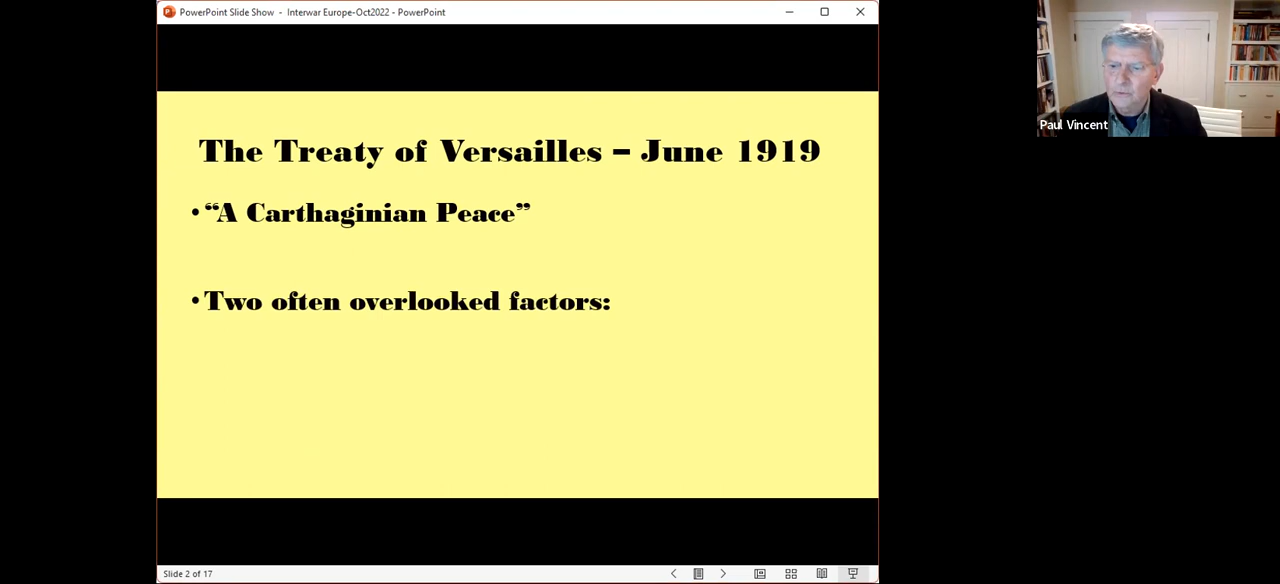 PowerPoint Slide Show - Interwar Europe-Oct2022 - PowerPoint
Paul Vincent
The Treaty of Versailles – June 1919
• “A Carthaginian Peace”
• Two often overlooked factors:
Slide 2 of 17